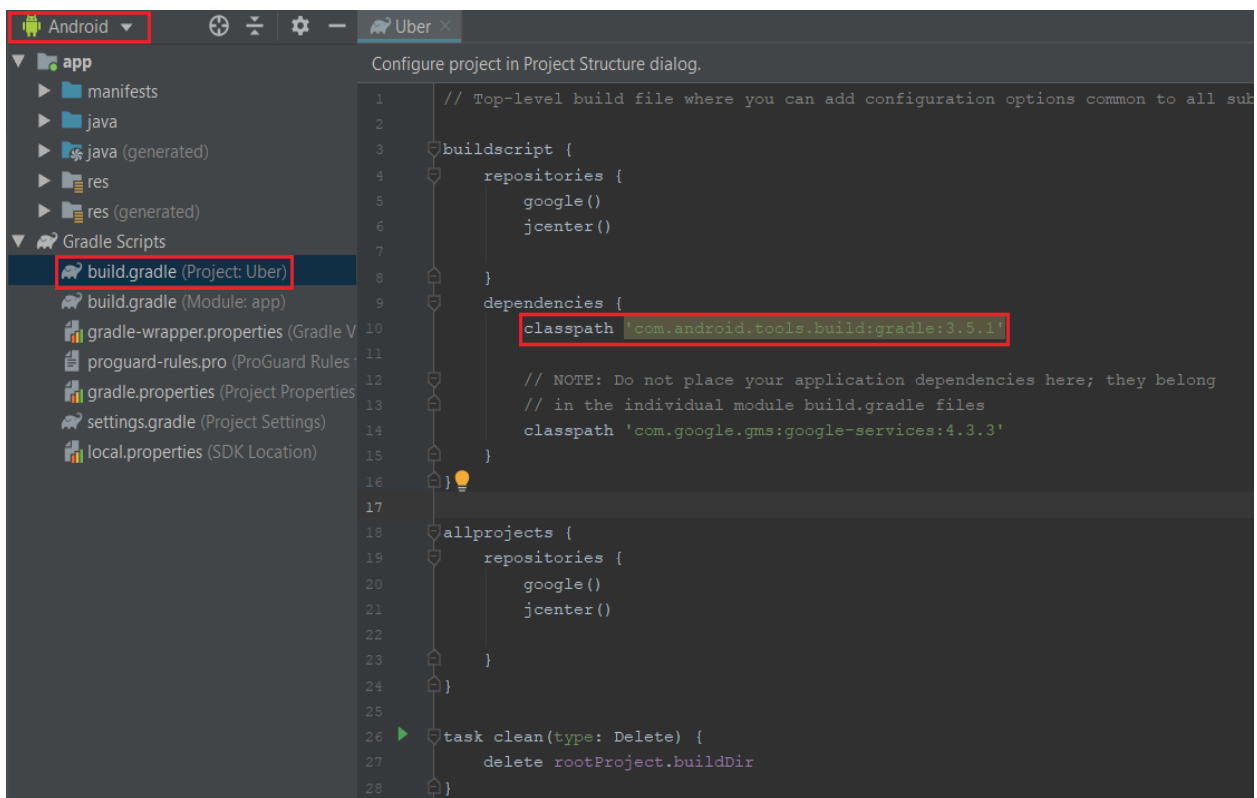 Android
Uber
app
manifests
java
java (generated)
res
res (generated)
Gradle Scripts
build.gradle (Project: Uber)
build.gradle (Module: app)
gradle-wrapper.properties (Gradle V
proguard-rules.pro (ProGuard Rules
gradle.properties (Project Properties
settings.gradle (Project Settings)
local.properties (SDK Location)
Configure project in Project Structure dialog.
1 // Top-level build file where you can add configuration options common to all sub
2
3 buildscript {
4 repositories {
5 google()
6 jcenter()
7
8 }
9 dependencies {
10 classpath 'com.android.tools.build:gradle:3.5.1'
11
12 // NOTE: Do not place your application dependencies here; they belong
13 // in the individual module build.gradle files
14 classpath 'com.google.gms:google-services:4.3.3'
15 }
16 }
17
18 allprojects {
19 repositories {
20 google()
21 jcenter()
22
23 }
24 }
25
26 task clean(type: Delete) {
27 delete rootProject.buildDir
28 }